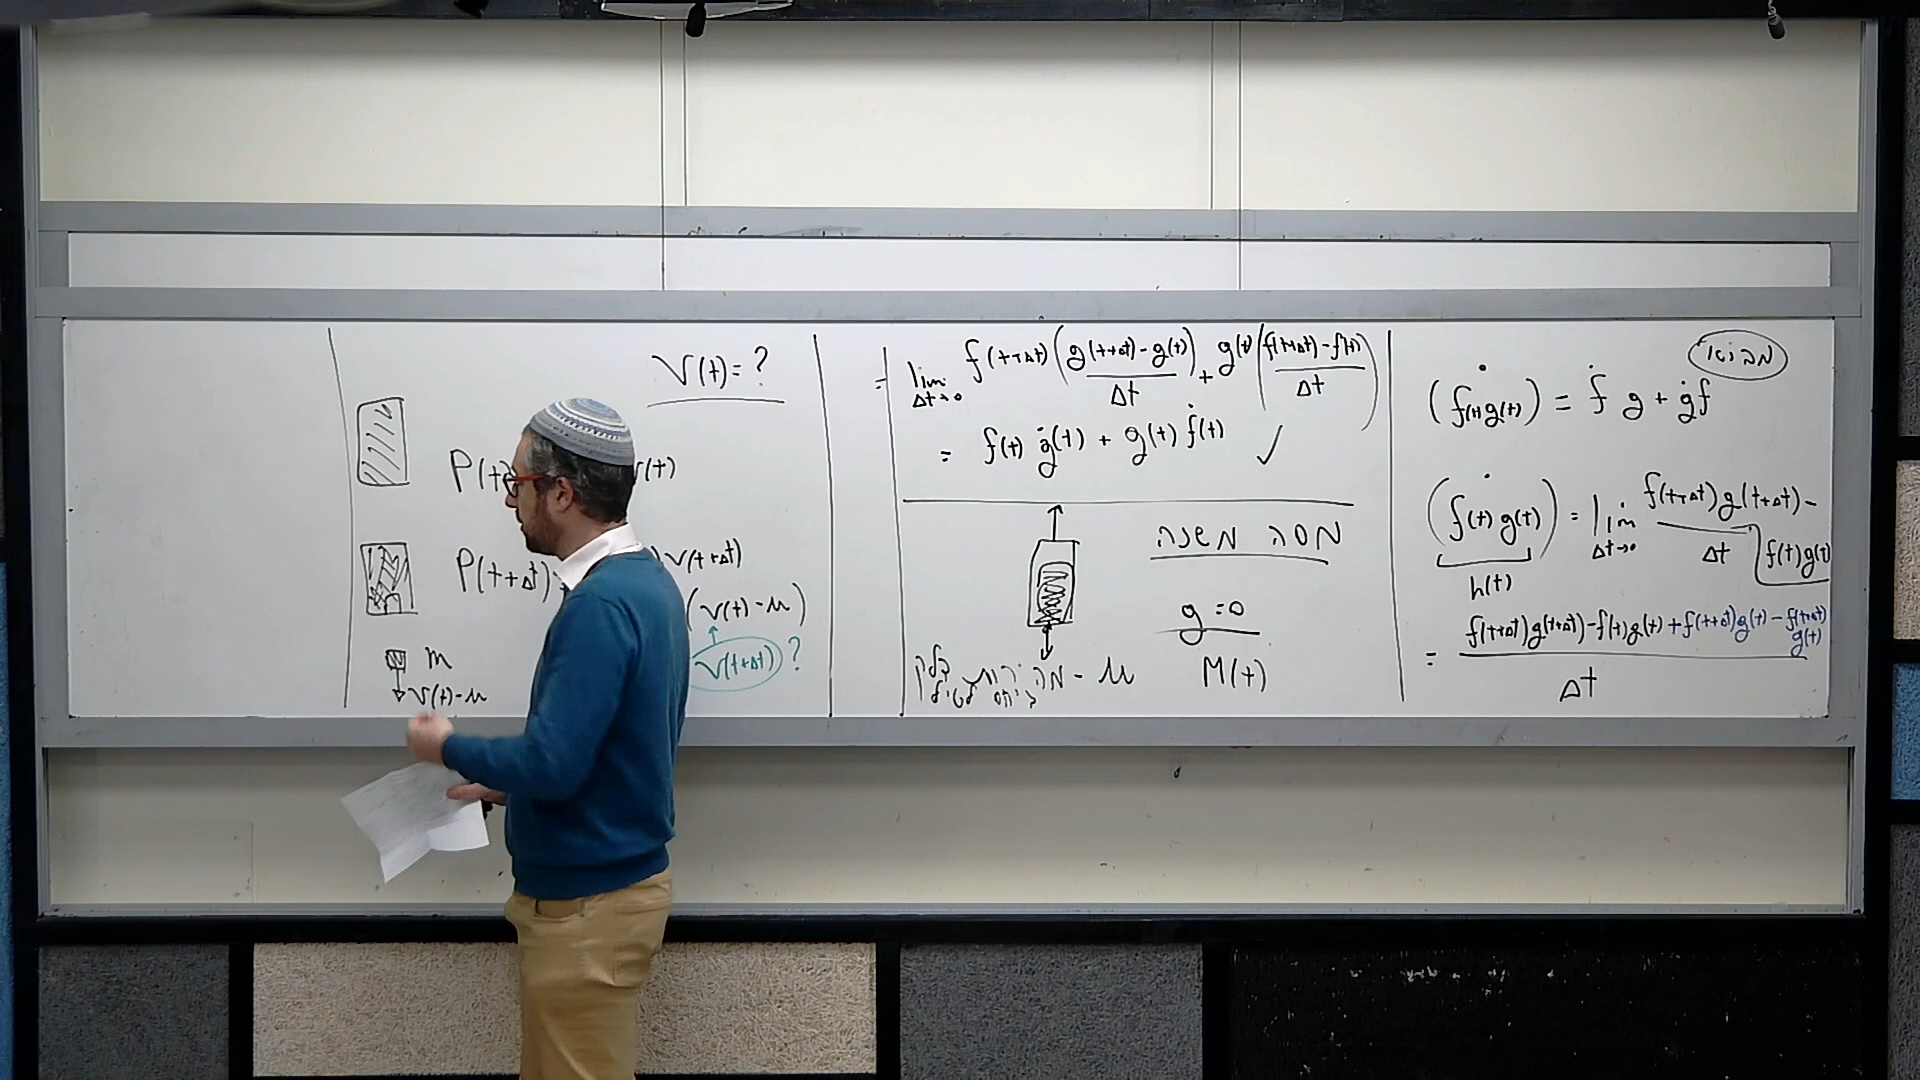 מבוא
(f(t)g(t))˙ = ḟ g + ġ f
(f(t) g(t))˙ = lim Δt→0 f(t+Δt) g(t+Δt) - f(t)g(t) / Δt
h(t)
= f(t+Δt)g(t+Δt) - f(t)g(t) + f(t+Δt)g(t) - f(t+Δt)g(t) / Δt
= lim Δt→0 f(t+Δt) (g(t+Δt) - g(t) / Δt) + g(t) (f(t+Δt) - f(t) / Δt)
= f(t) ġ(t) + g(t) ḟ(t) ✓
מסה משתנה
g = 0
M(t)
u - מהירות
V(t) = ?
P(t)
v(t)
P(t+Δt)
v(t+Δt)
(v(t) - u)
v(t+Δt) ?
m
v(t) - u